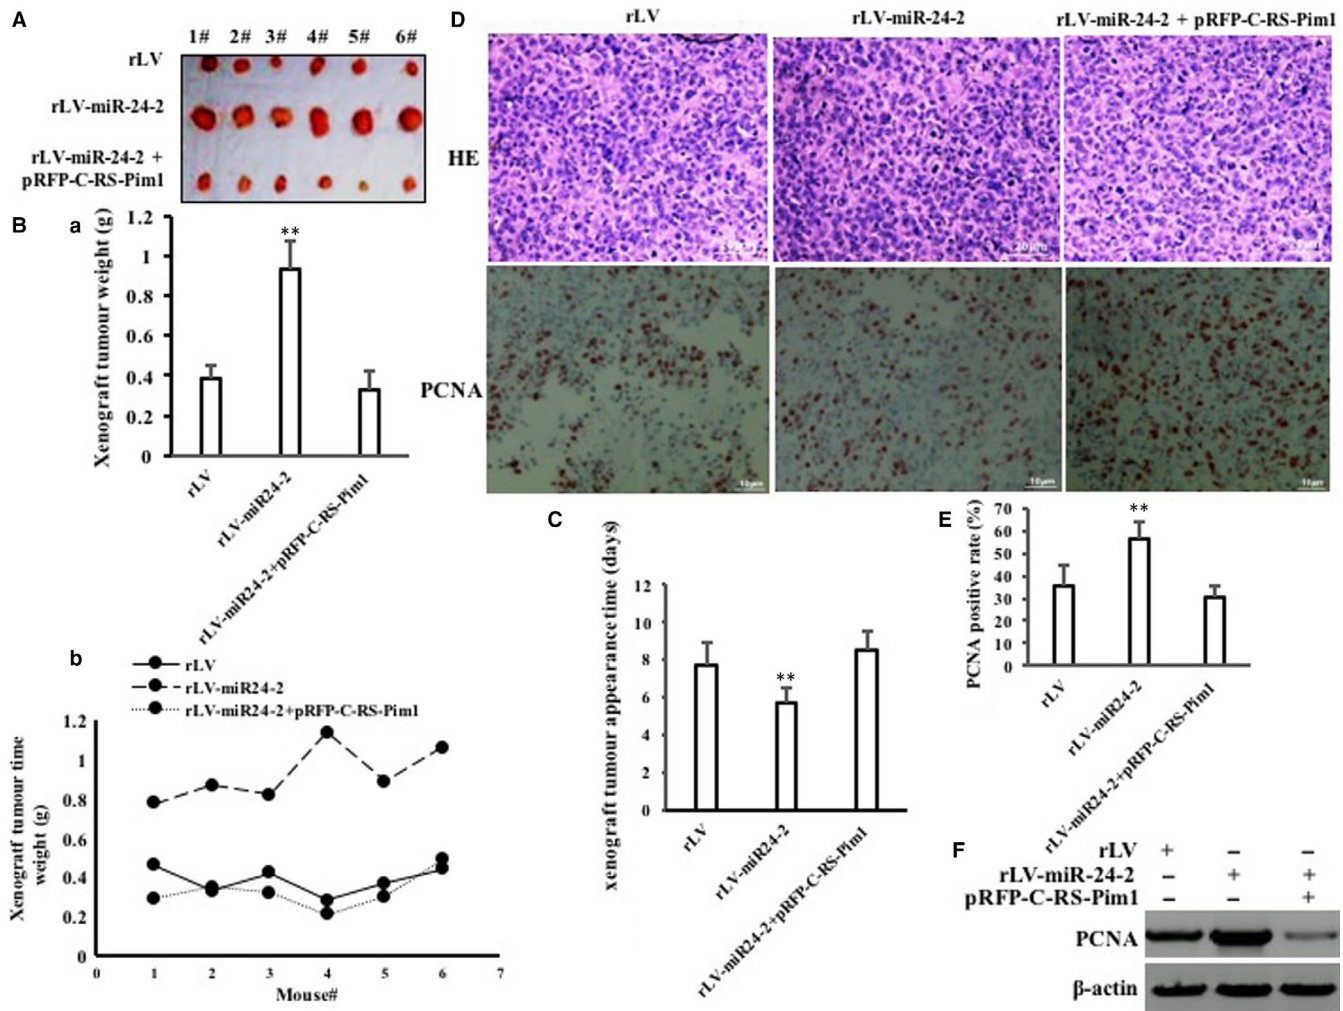 A
1# 2# 3# 4# 5# 6#
rLV
rLV-miR-24-2
rLV-miR-24-2 +
pRFP-C-RS-Pim1
B
a
Xenograft tumour weight (g)
1.2
1
0.8
0.6
0.4
0.2
0
**
rLV
rLV-miR24-2
rLV-miR24-2+pRFP-C-RS-Pim1
b
rLV
rLV-miR24-2
rLV-miR24-2+pRFP-C-RS-Pim1
Xenogratf tumour time
weight (g)
1.2
1
0.8
0.6
0.4
0.2
0
0 1 2 3 4 5 6 7
Mouse#
C
xenograft tumour appearance time (days)
12
10
8
6
4
2
0
**
rLV
rLV-miR24-2
rLV-miR24-2+pRFP-C-RS-Pim1
D
rLV
rLV-miR-24-2
rLV-miR-24-2 + pRFP-C-RS-Pim1
HE
20 μm
PCNA
10μm
10μm
10μm
E
PCNA positive rate (%)
70
60
50
40
30
20
10
0
**
rLV
rLV-miR24-2
rLV-miR24-2+pRFP-C-RS-Pim1
F
rLV + – –
rLV-miR-24-2 – + +
pRFP-C-RS-Pim1 – – +
PCNA
β-actin